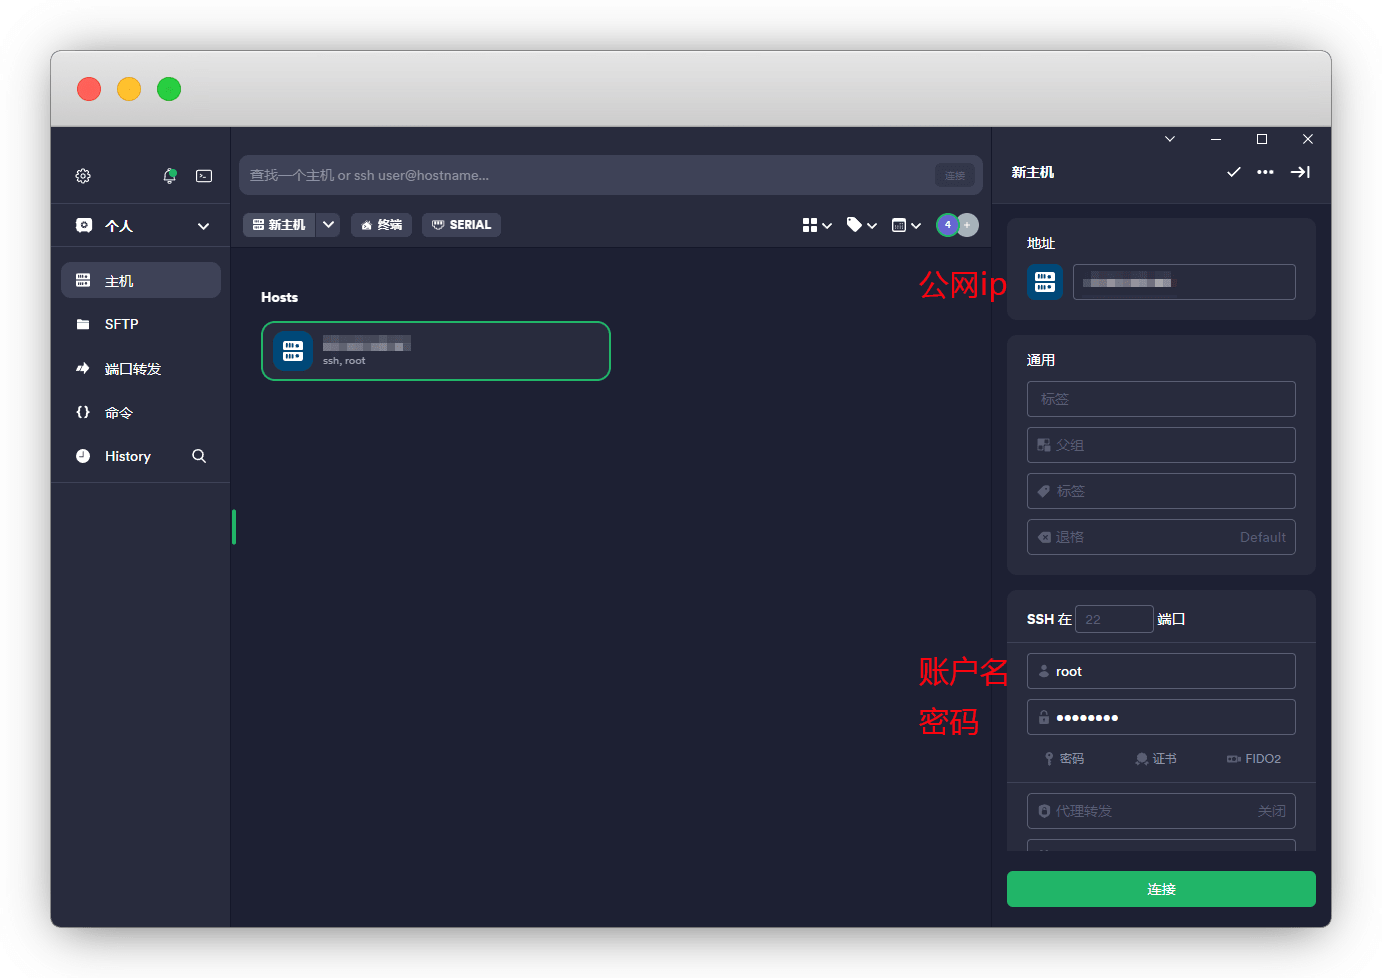 查找一个主机 or ssh user@hostname...
连接
个人
新主机
终端
SERIAL
4
+
主机
SFTP
端口转发
命令
History
Hosts
ssh, root
新主机
地址
公网ip
通用
标签
父组
标签
退格
Default
SSH 在 22 端口
账户名
root
密码
••••••••
密码
证书
FIDO2
代理转发
关闭
连接